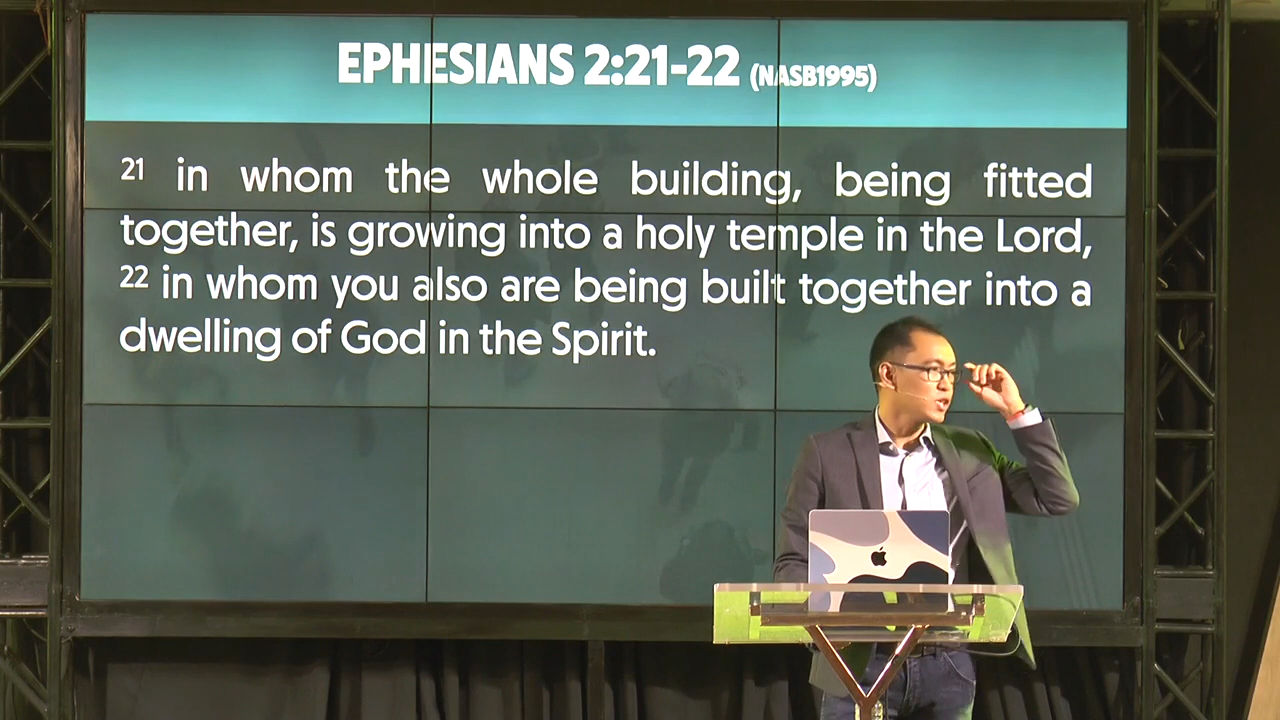 EPHESIANS 2:21-22 (NASB1995)
21 in whom the whole building, being fitted
together, is growing into a holy temple in the Lord,
22 in whom you also are being built together into a
dwelling of God in the Spirit.